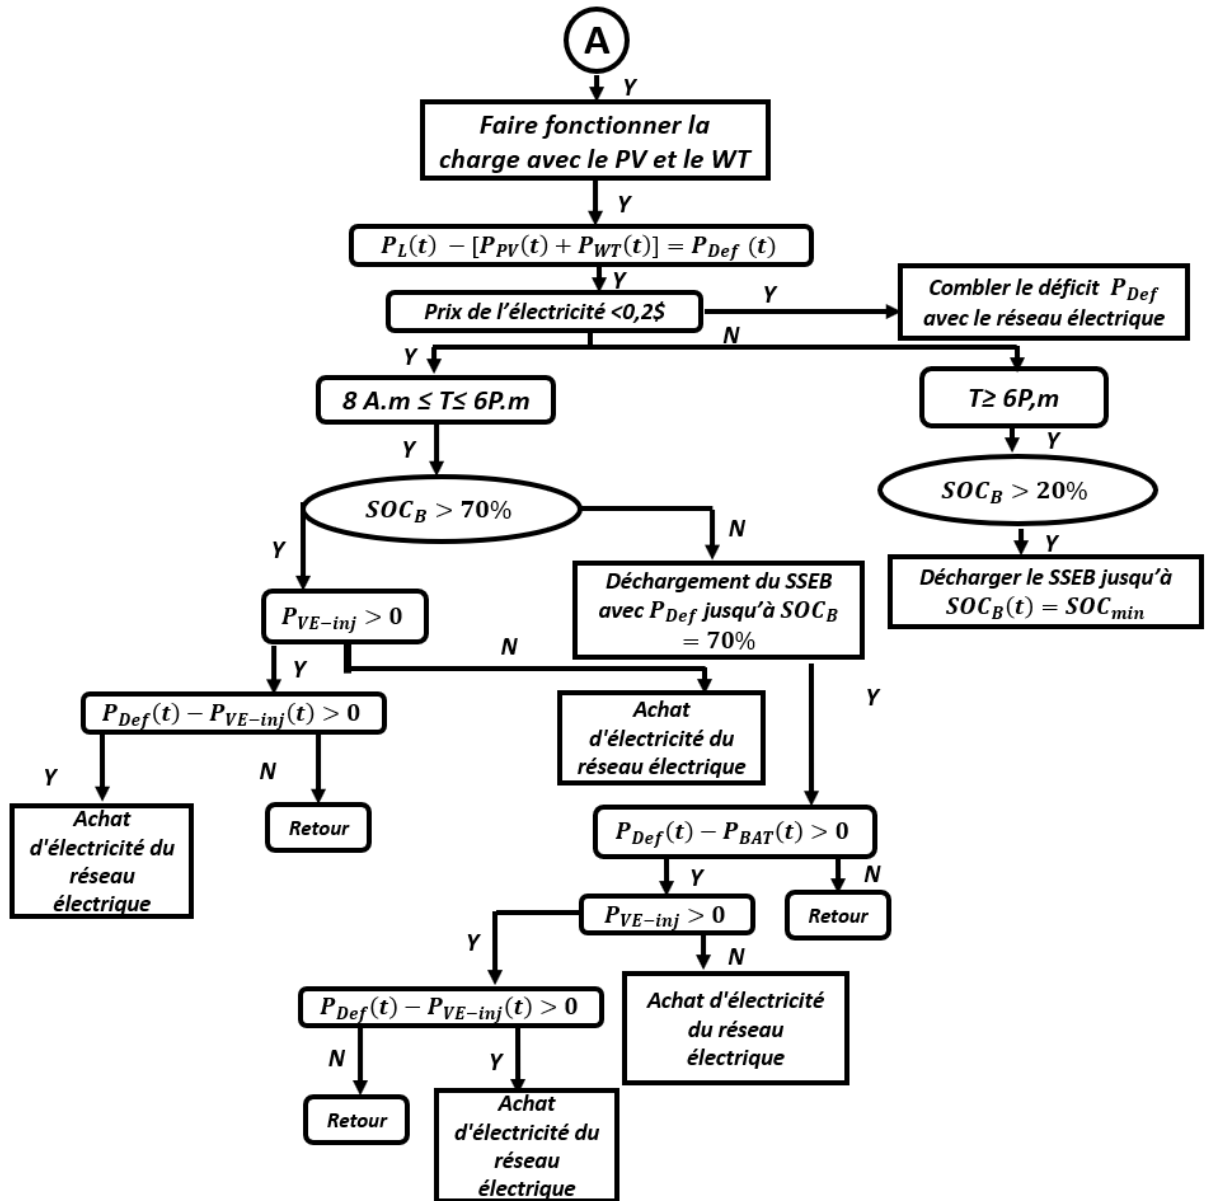 A
Y
Faire fonctionner la
charge avec le PV et le WT
Y
P_L(t) − [P_PV(t) + P_WT(t)] = P_Def (t)
Y
Prix de l’électricité <0,2$
Y
Combler le déficit P_Def
avec le réseau électrique
N
Y
8 A.m ≤ T≤ 6P.m
T≥ 6P,m
Y
Y
SOC_B > 70%
SOC_B > 20%
Y
N
Y
Déchargement du SSEB
avec P_Def jusqu’à SOC_B
= 70%
Décharger le SSEB jusqu’à
SOC_B(t) = SOC_min
P_VE−inj > 0
Y
N
Y
P_Def(t) − P_VE−inj(t) > 0
Achat
d'électricité du
réseau électrique
Y
N
Achat
d'électricité du
réseau
électrique
Retour
P_Def(t) − P_BAT(t) > 0
Y
N
P_VE−inj > 0
Retour
Y
N
P_Def(t) − P_VE−inj(t) > 0
Achat d'électricité
du réseau
électrique
N
Y
Retour
Achat
d'électricité du
réseau
électrique